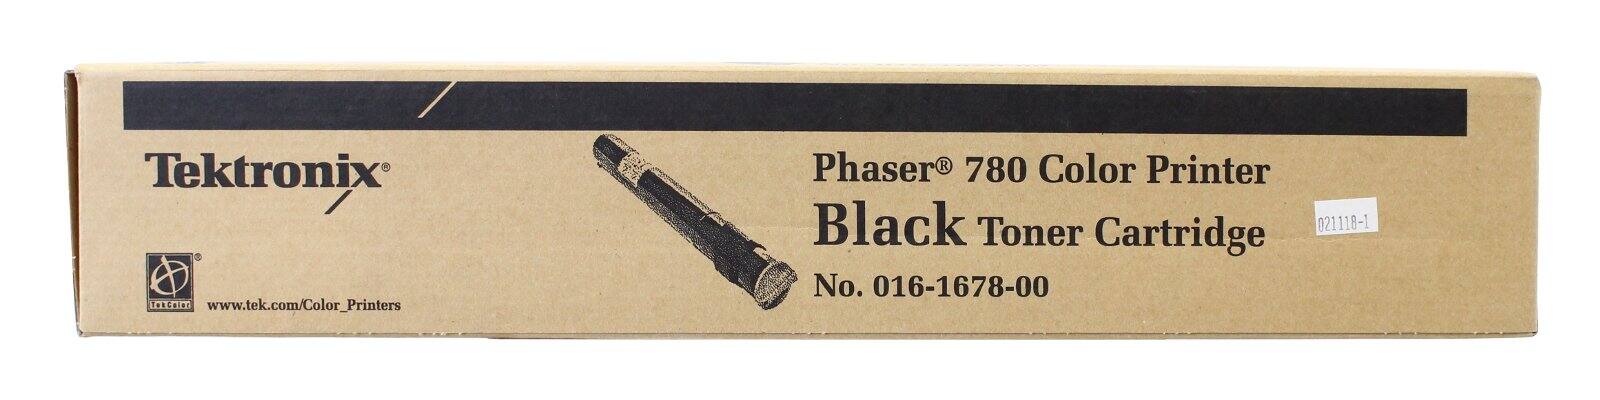 Tektronix®
Phaser® 780 Color Printer
Black Toner Cartridge
No. 016-1678-00
021118-1
TekColor ®
www.tek.com/Color_Printers